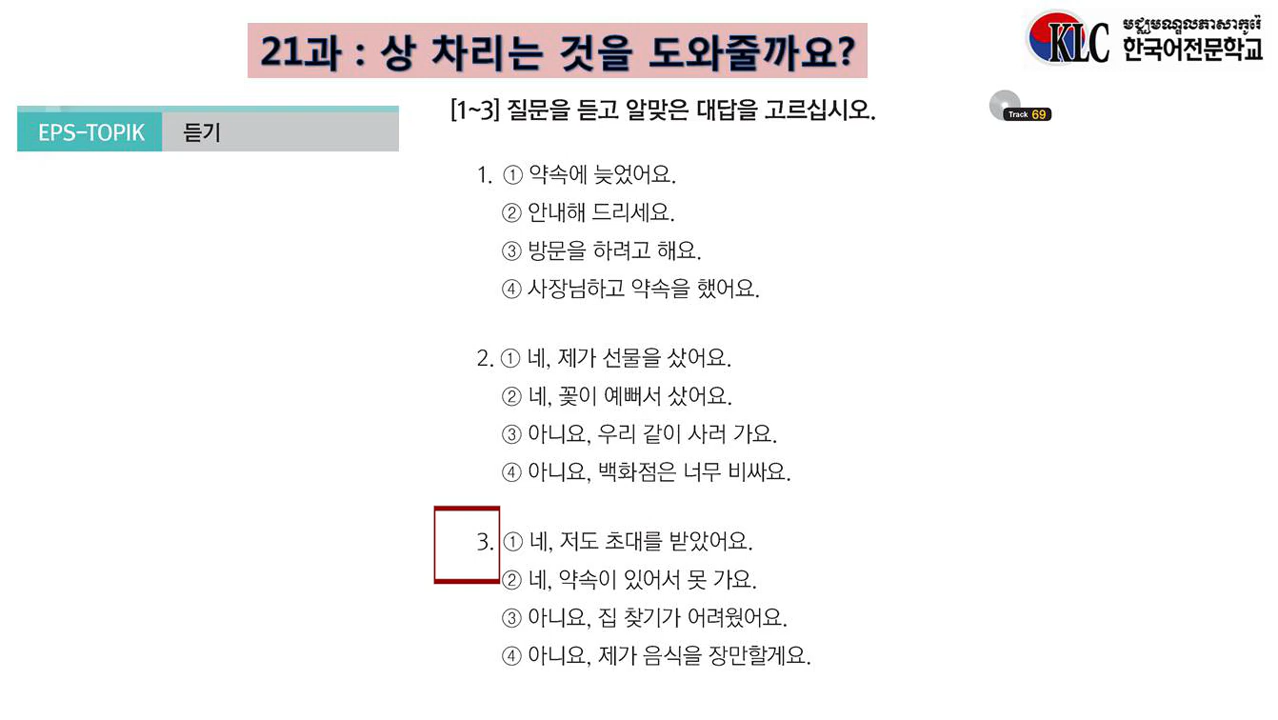 21과 : 상 차리는 것을 도와줄까요?
KLC
មជ្ឈមណ្ឌលភាសាកូរ៉េ
한국어전문학교
EPS-TOPIK 듣기
[1~3] 질문을 듣고 알맞은 대답을 고르십시오.
Track 69
1. ① 약속에 늦었어요.
② 안내해 드리세요.
③ 방문을 하려고 해요.
④ 사장님하고 약속을 했어요.
2. ① 네, 제가 선물을 샀어요.
② 네, 꽃이 예뻐서 샀어요.
③ 아니요, 우리 같이 사러 가요.
④ 아니요, 백화점은 너무 비싸요.
3. ① 네, 저도 초대를 받았어요.
② 네, 약속이 있어서 못 가요.
③ 아니요, 집 찾기가 어려웠어요.
④ 아니요, 제가 음식을 장만할게요.